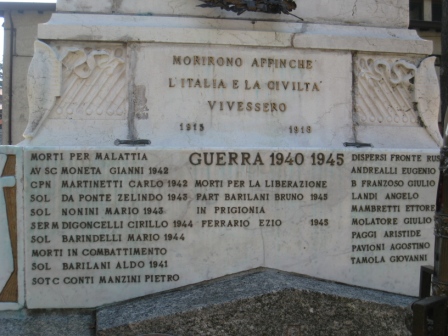 MORIRONO AFFINCHE
L'ITALIA E LA CIVILTA'
VIVESSERO
1915 1918
GUERRA 1940 1945
MORTI PER MALATTIA
AV SC MONETA GIANNI 1942
CPN MARTINETTI CARLO 1942
SOL DA PONTE ZELINDO 1943
SOL NONINI MARIO 1943
SERM DIGONCELLI CIRILLO 1944
SOL BARINDELLI MARIO 1944
MORTI IN COMBATTIMENTO
SOL BARILANI ALDO 1941
SOTC CONTI MANZINI PIETRO
MORTI PER LA LIBERAZIONE
PART BARILANI BRUNO 1945
IN PRIGIONIA
FERRARIO EZIO 1945
DISPERSI FRONTE RUS
ANDREALLI EUGENIO
B FRANZOSO GIULIO
LANDI ANGELO
MAMBRETTI ETTORE
MOLATORE GIULIO
PAGGI ARISTIDE
PAVIONI AGOSTINO
TAMOLA GIOVANNI